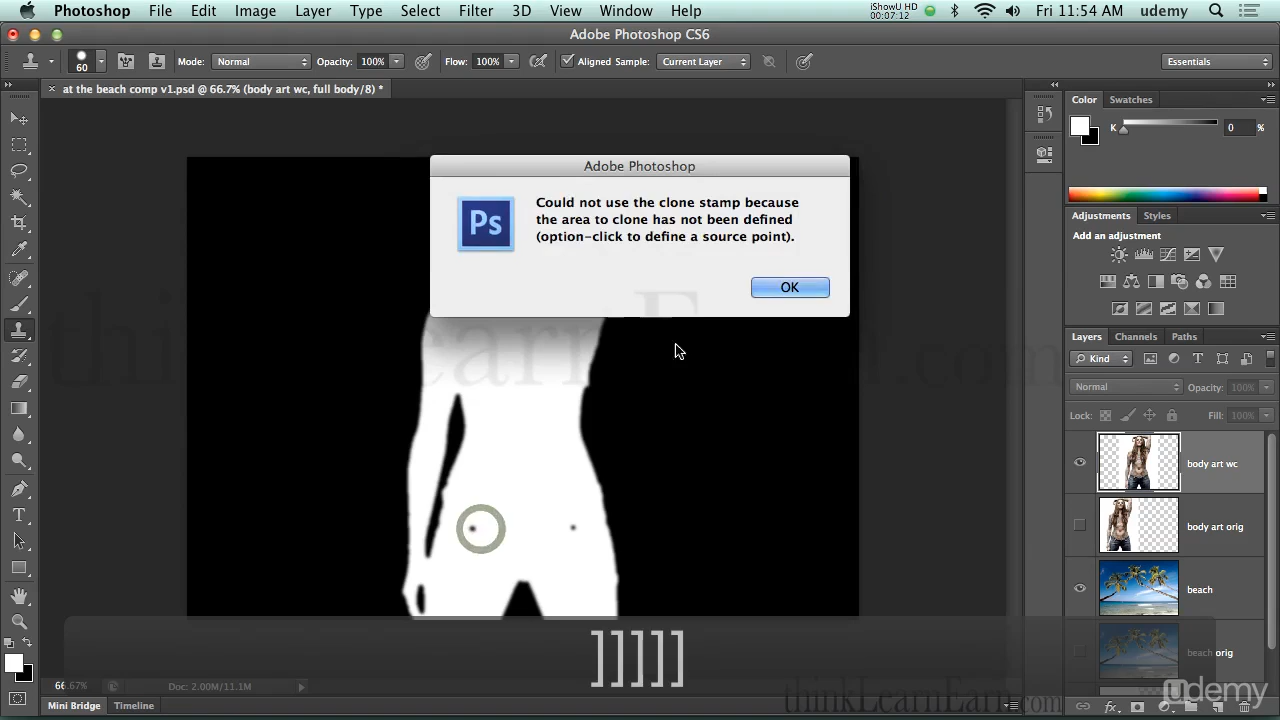 Photoshop File Edit Image Layer Type Select Filter 3D View Window Help iShowU HD 00:07:12 Fri 11:54 AM udemy
Adobe Photoshop CS6
60 Mode: Normal Opacity: 100% Flow: 100% Aligned Sample: Current Layer Essentials
× at the beach comp v1.psd @ 66.7% (body art wc, full body/8) *
Color Swatches
K 0 %
Adobe Photoshop
Could not use the clone stamp because
the area to clone has not been defined
(option-click to define a source point).
OK
Ps
Adjustments Styles
Add an adjustment
thinkLearnEarn.com
Layers Channels Paths
Kind
Normal Opacity: 100%
Lock: Fill: 100%
body art wc
body art orig
beach
beach orig
]]]]]
66.67% Doc: 2.00M/11.1M
fx
Mini Bridge Timeline
thinkLearnEarn.com
udemy